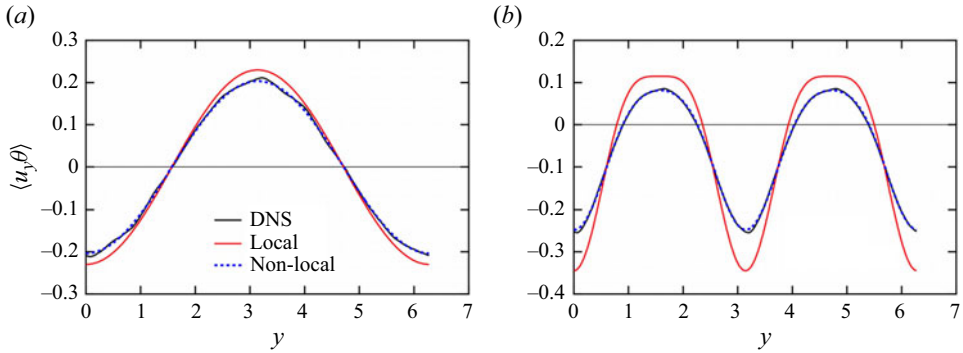 (a)
0.3
0.2
0.1
0
–0.1
–0.2
–0.3
⟨u_yθ⟩
DNS
Local
Non-local
0 1 2 3 4 5 6 7
y
(b)
0.2
0.1
0
–0.1
–0.2
–0.3
–0.4
0 1 2 3 4 5 6 7
y